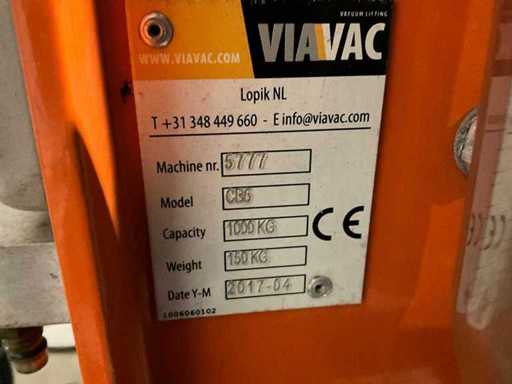 VACUUM LIFTING
VIAVAC
WWW.VIAVAC.COM
Lopik NL
T +31 348 449 660 - E info@viavac.com
Machine nr. 5777
Model CB6
Capacity 1000 KG
CE
Weight 150 KG
Date Y-M 2017-04
1006060102